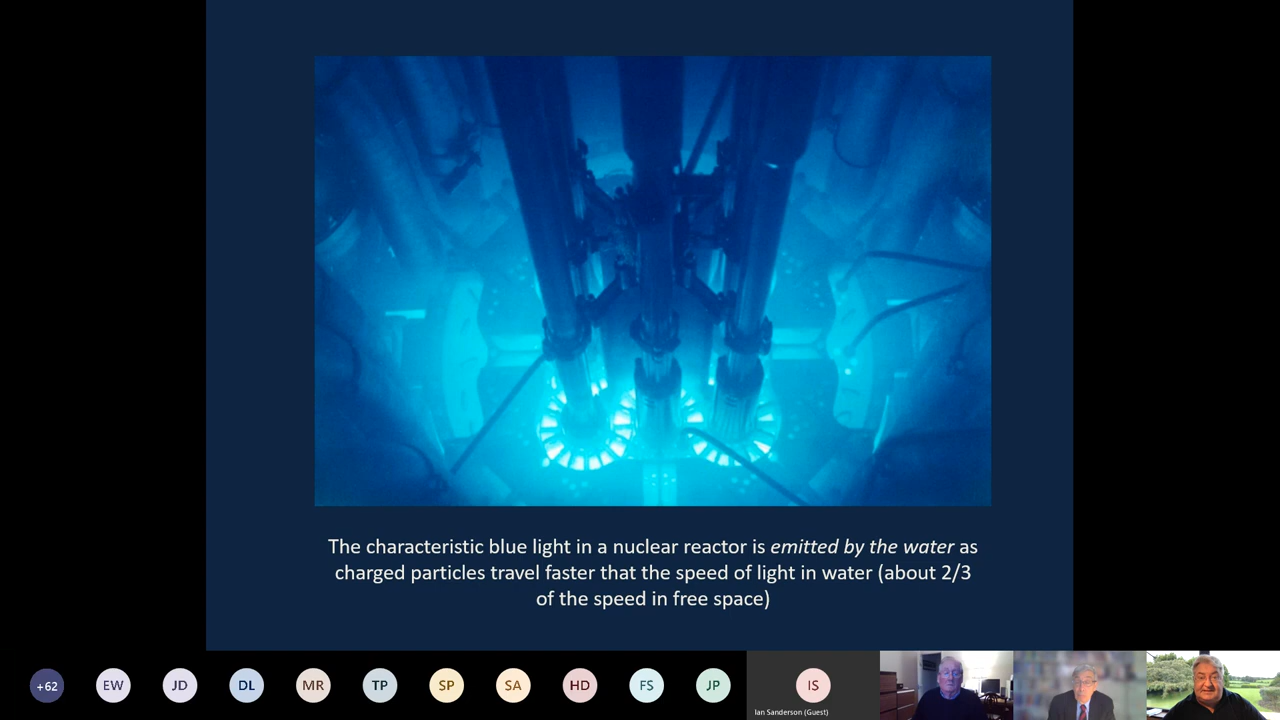 The characteristic blue light in a nuclear reactor is emitted by the water as
charged particles travel faster that the speed of light in water (about 2/3
of the speed in free space)
+62
EW
JD
DL
MR
TP
SP
SA
HD
FS
JP
IS
Ian Sanderson (Guest)